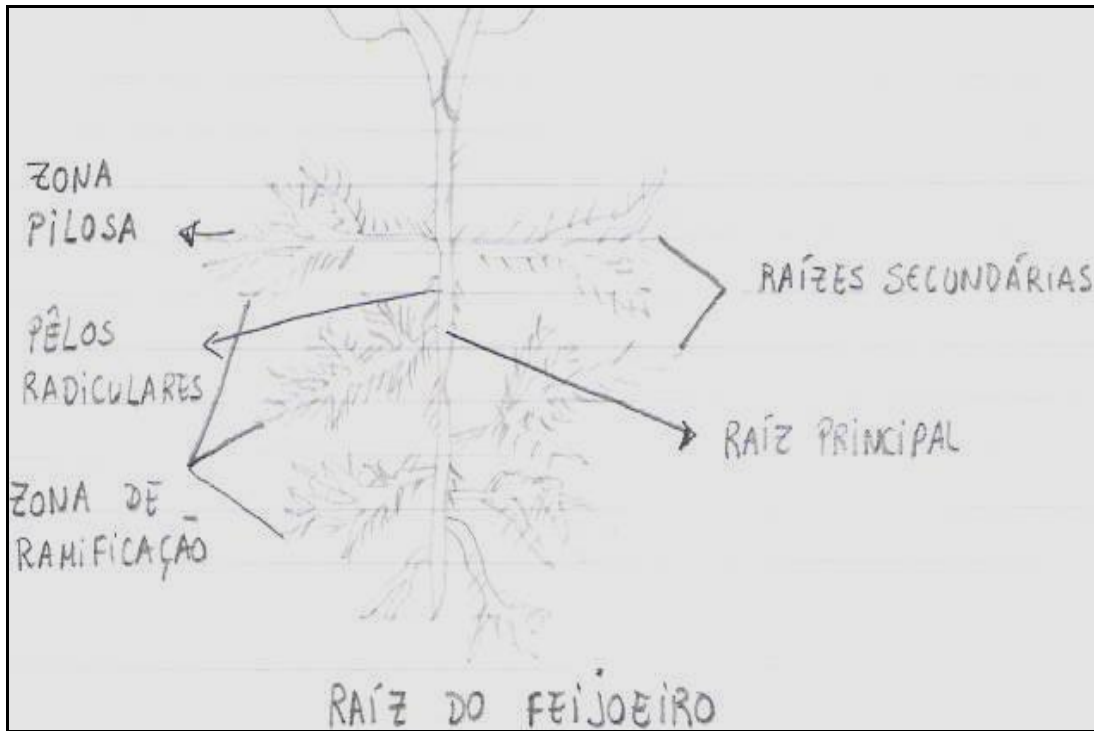 ZONA
PILOSA
PÊLOS
RADICULARES
ZONA DE
RAMIFICAÇÃO
RAÍZES SECUNDÁRIAS
RAÍZ PRINCIPAL
RAÍZ DO FEIJOEIRO